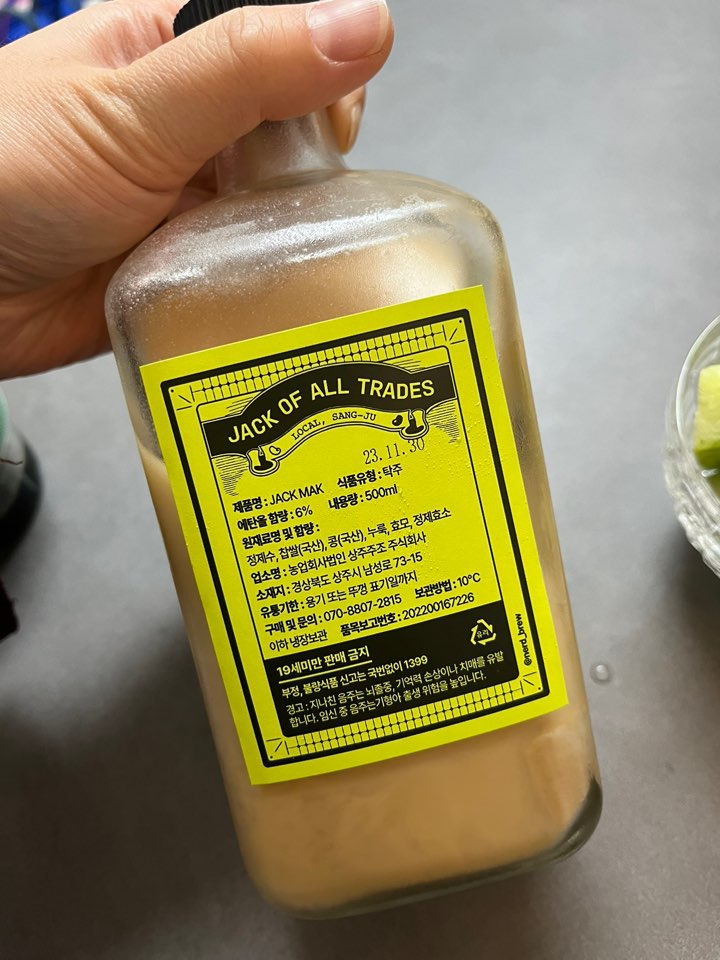 JACK OF ALL TRADES
LOCAL, SANG-JU
23.11.30
제품명 : JACK MAK 식품유형 : 탁주
에탄올 함량 : 6% 내용량 : 500ml
원재료명 및 함량 :
정제수, 찹쌀(국산), 콩(국산), 누룩, 효모, 정제효소
업소명 : 농업회사법인 상주주조 주식회사
소재지 : 경상북도 상주시 남성로 73-15
유통기한 : 용기 또는 뚜껑 표기일까지
구매 및 문의 : 070-8807-2815 보관방법 : 10°C
이하 냉장보관 품목보고번호 : 202200167226
19세미만 판매 금지
부정, 불량식품 신고는 국번없이 1399
경고 : 지나친 음주는 뇌졸중, 기억력 손상이나 치매를 유발
합니다. 임신 중 음주는 기형아 출생 위험을 높입니다.
유리
@nerd_brew